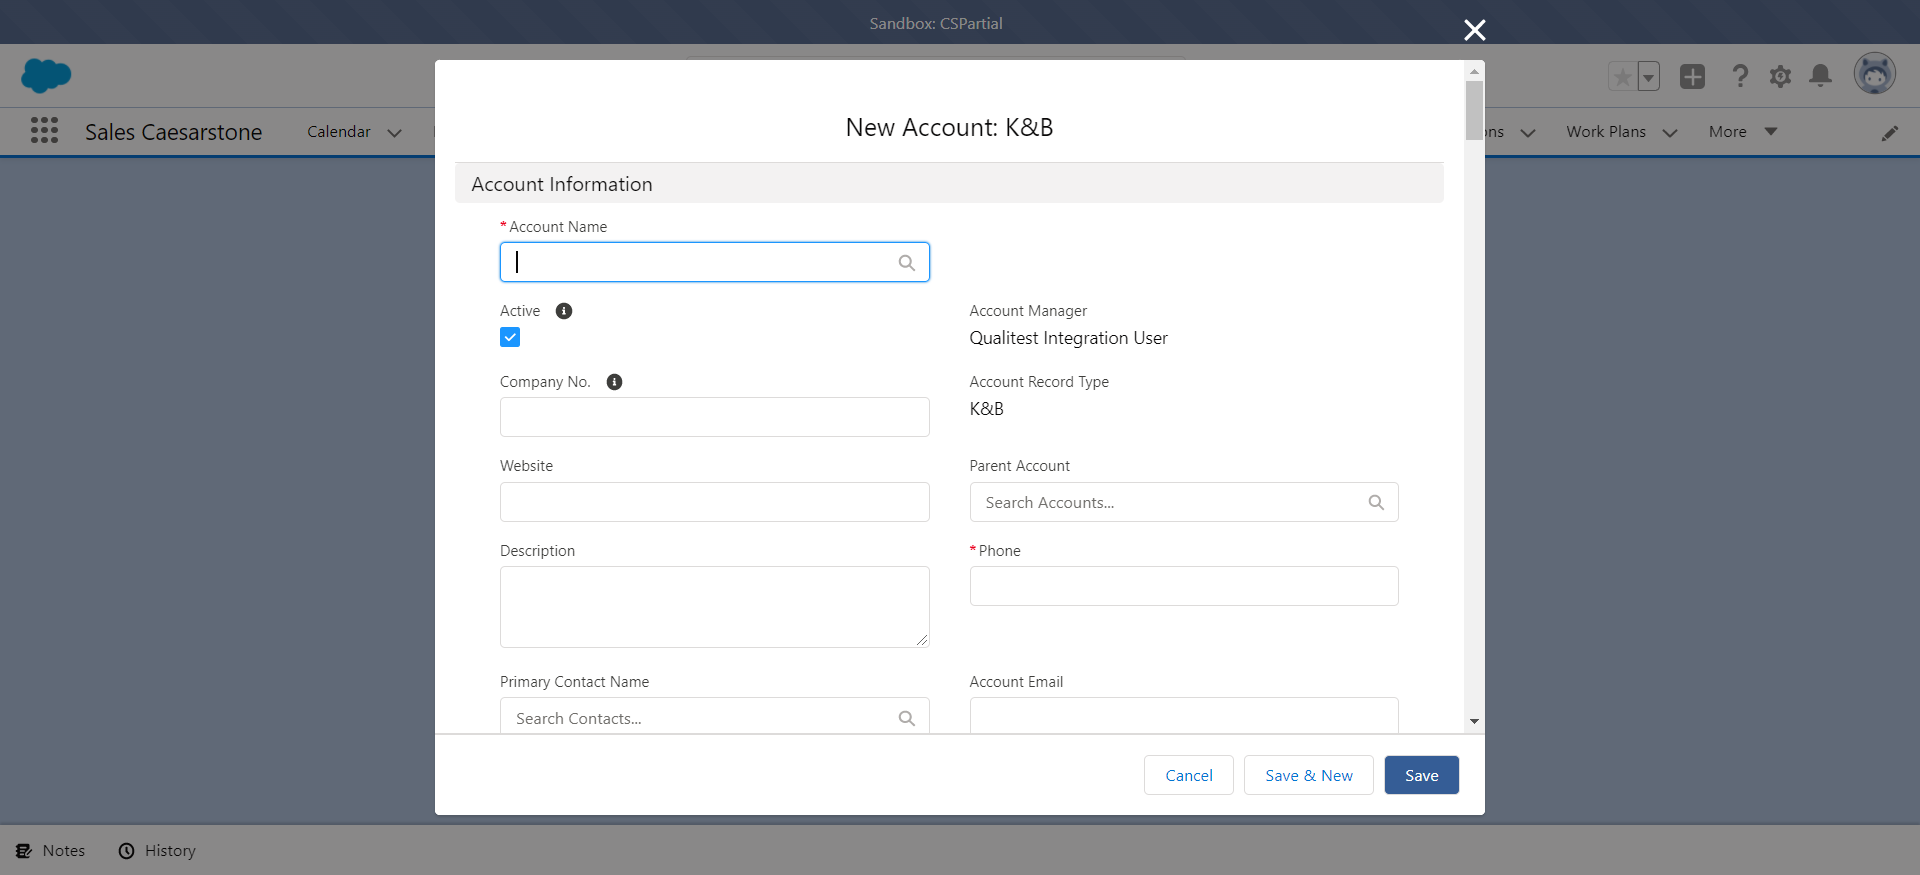 Sandbox: CSPartial
Sales Caesarstone
Calendar
ons
Work Plans
More
New Account: K&B
Account Information
*Account Name
Active
Account Manager
Qualitest Integration User
Company No.
Account Record Type
K&B
Website
Parent Account
Search Accounts...
Description
*Phone
Primary Contact Name
Account Email
Search Contacts...
Cancel
Save & New
Save
Notes
History